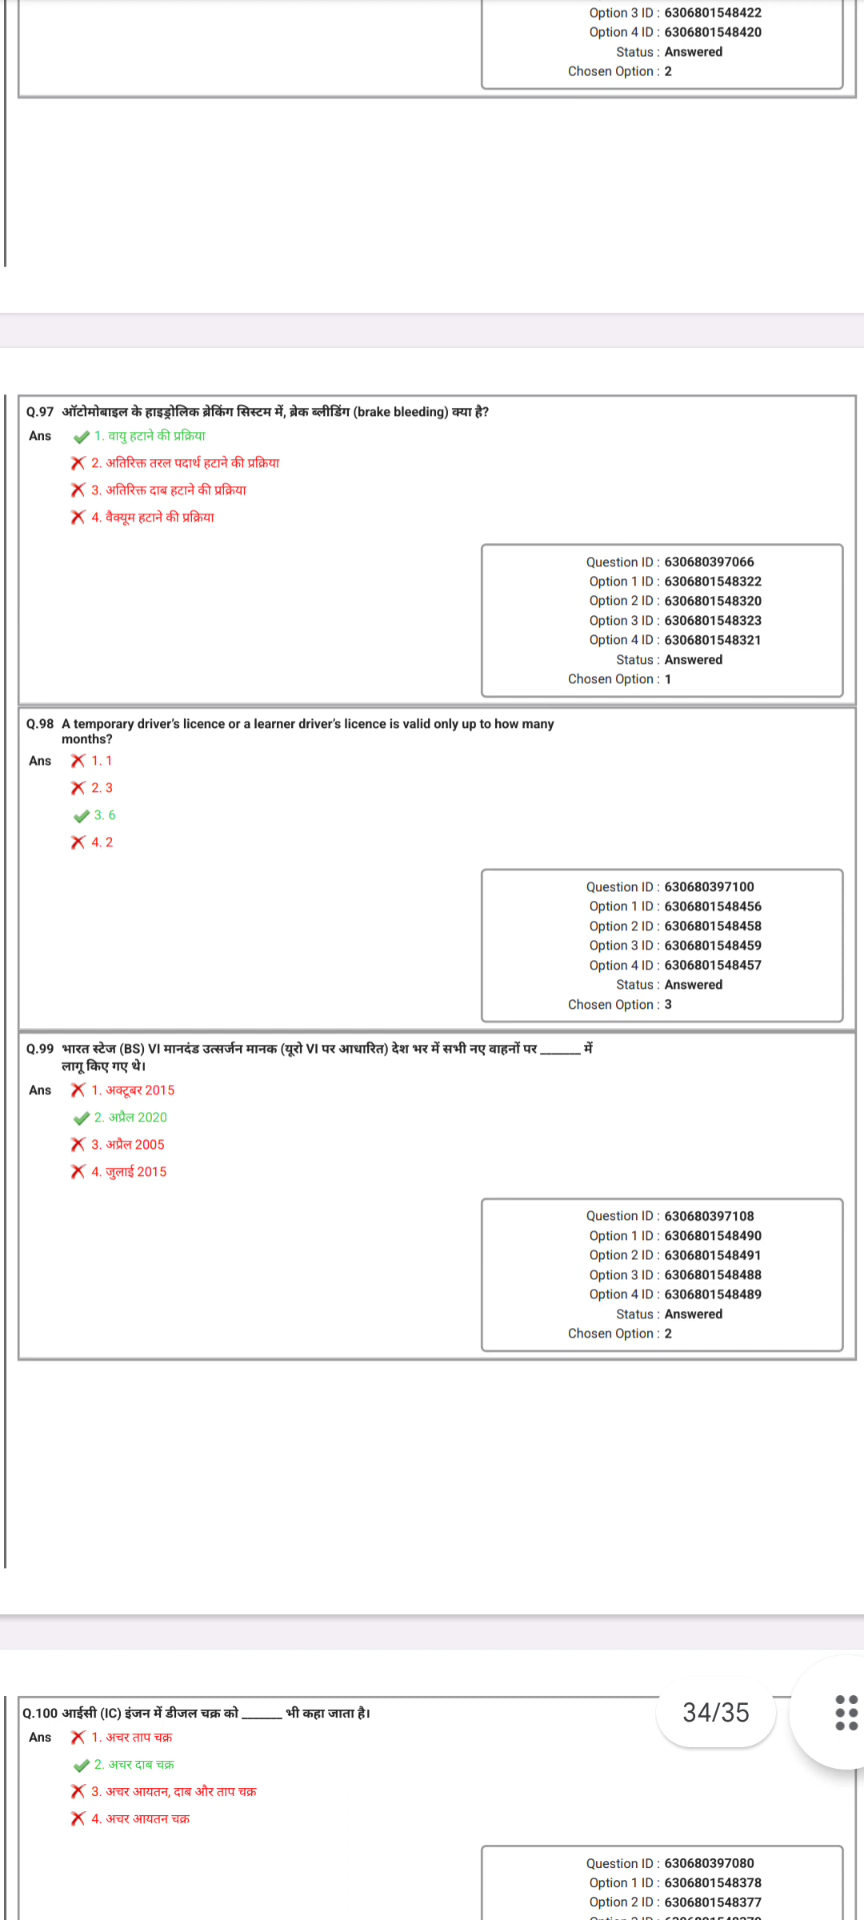 Option 3 ID : 6306801548422
Option 4 ID : 6306801548420
Status : Answered
Chosen Option : 2
Q.97 ऑटोमोबाइल के हाइड्रोलिक ब्रेकिंग सिस्टम में, ब्रेक ब्लीडिंग (brake bleeding) क्या है?
Ans 1. वायु हटाने की प्रक्रिया
2. अतिरिक्त तरल पदार्थ हटाने की प्रक्रिया
3. अतिरिक्त दाब हटाने की प्रक्रिया
4. वैक्यूम हटाने की प्रक्रिया
Question ID : 630680397066
Option 1 ID : 6306801548322
Option 2 ID : 6306801548320
Option 3 ID : 6306801548323
Option 4 ID : 6306801548321
Status : Answered
Chosen Option : 1
Q.98 A temporary driver's licence or a learner driver's licence is valid only up to how many
months?
Ans 1. 1
2. 3
3. 6
4. 2
Question ID : 630680397100
Option 1 ID : 6306801548456
Option 2 ID : 6306801548458
Option 3 ID : 6306801548459
Option 4 ID : 6306801548457
Status : Answered
Chosen Option : 3
Q.99 भारत स्टेज (BS) VI मानदंड उत्सर्जन मानक (यूरो VI पर आधारित) देश भर में सभी नए वाहनों पर ______ में
लागू किए गए थे।
Ans 1. अक्टूबर 2015
2. अप्रैल 2020
3. अप्रैल 2005
4. जुलाई 2015
Question ID : 630680397108
Option 1 ID : 6306801548490
Option 2 ID : 6306801548491
Option 3 ID : 6306801548488
Option 4 ID : 6306801548489
Status : Answered
Chosen Option : 2
34/35
Q.100 आईसी (IC) इंजन में डीजल चक्र को ______ भी कहा जाता है।
Ans 1. अचर ताप चक्र
2. अचर दाब चक्र
3. अचर आयतन, दाब और ताप चक्र
4. अचर आयतन चक्र
Question ID : 630680397080
Option 1 ID : 6306801548378
Option 2 ID : 6306801548377